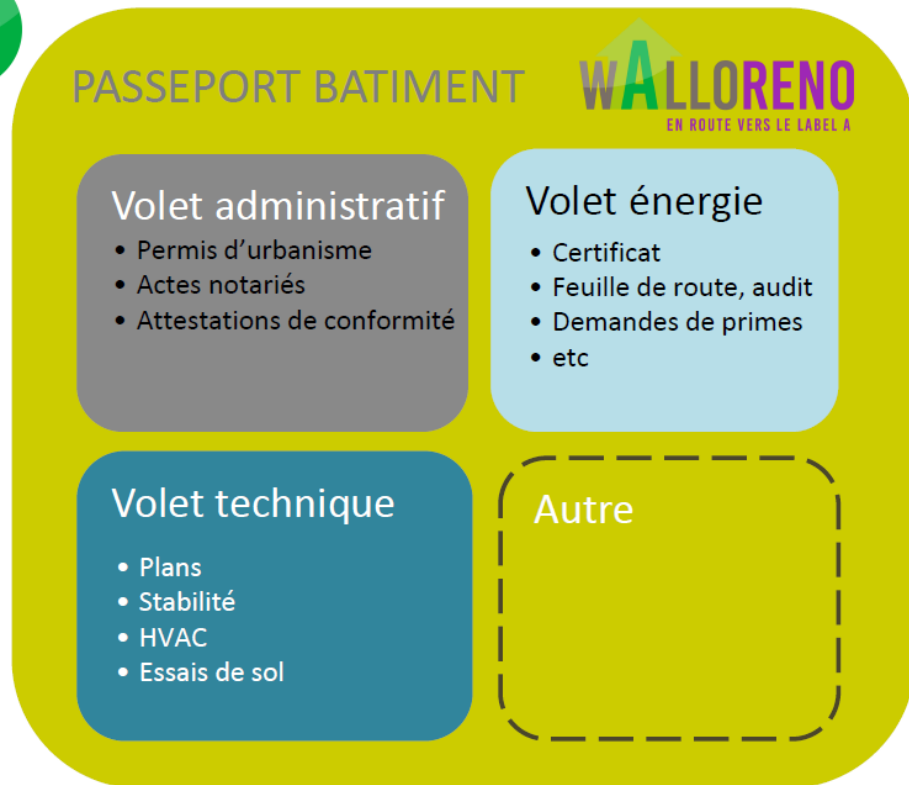 PASSEPORT BATIMENT
WALLORENO
EN ROUTE VERS LE LABEL A
Volet administratif
• Permis d’urbanisme
• Actes notariés
• Attestations de conformité
Volet énergie
• Certificat
• Feuille de route, audit
• Demandes de primes
• etc
Volet technique
• Plans
• Stabilité
• HVAC
• Essais de sol
Autre